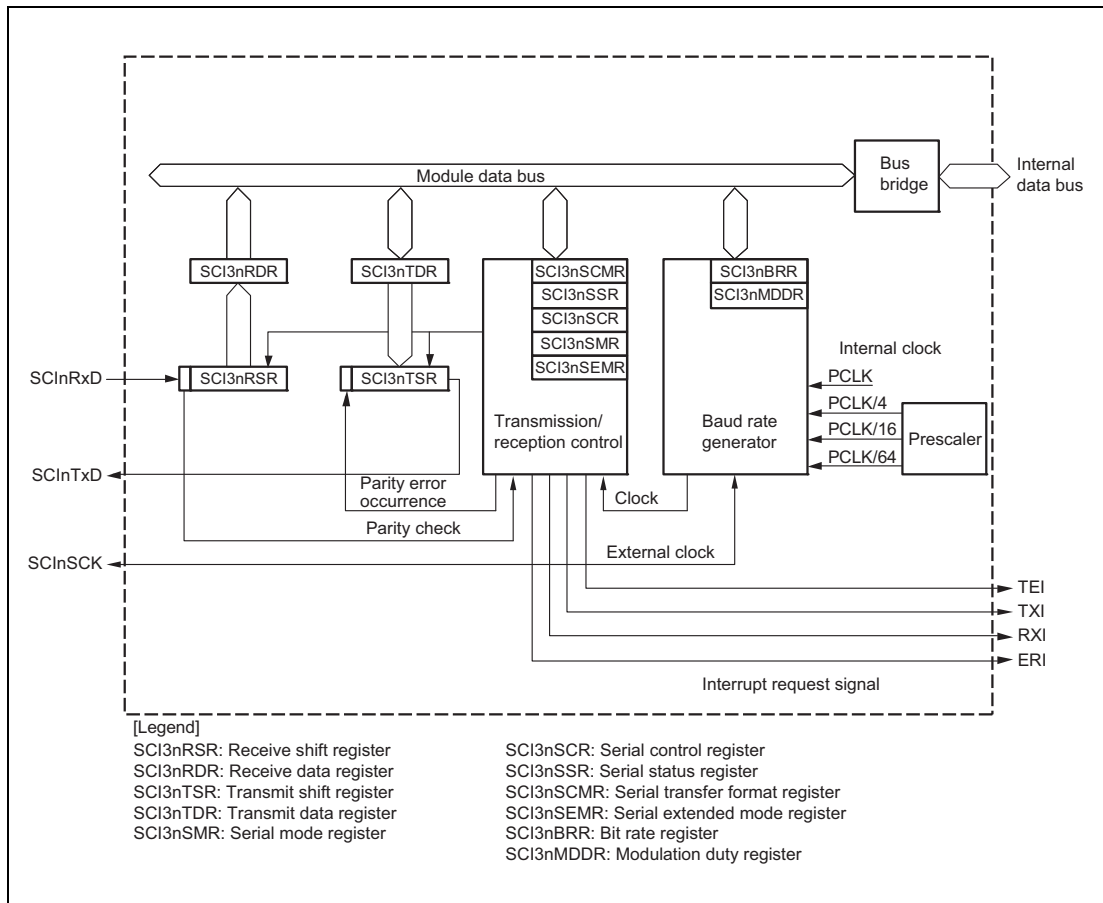 Module data bus
Bus
bridge
Internal
data bus
SCI3nRDR
SCI3nTDR
SCI3nSCMR
SCI3nSSR
SCI3nSCR
SCI3nSMR
SCI3nSEMR
SCI3nBRR
SCI3nMDDR
SCInRxD
SCI3nRSR
SCI3nTSR
Transmission/
reception control
Baud rate
generator
Internal clock
PCLK
PCLK/4
PCLK/16
PCLK/64
Prescaler
SCInTxD
Parity error
occurrence
Clock
Parity check
SCInSCK
External clock
TEI
TXI
RXI
ERI
Interrupt request signal
[Legend]
SCI3nRSR: Receive shift register
SCI3nRDR: Receive data register
SCI3nTSR: Transmit shift register
SCI3nTDR: Transmit data register
SCI3nSMR: Serial mode register
SCI3nSCR: Serial control register
SCI3nSSR: Serial status register
SCI3nSCMR: Serial transfer format register
SCI3nSEMR: Serial extended mode register
SCI3nBRR: Bit rate register
SCI3nMDDR: Modulation duty register